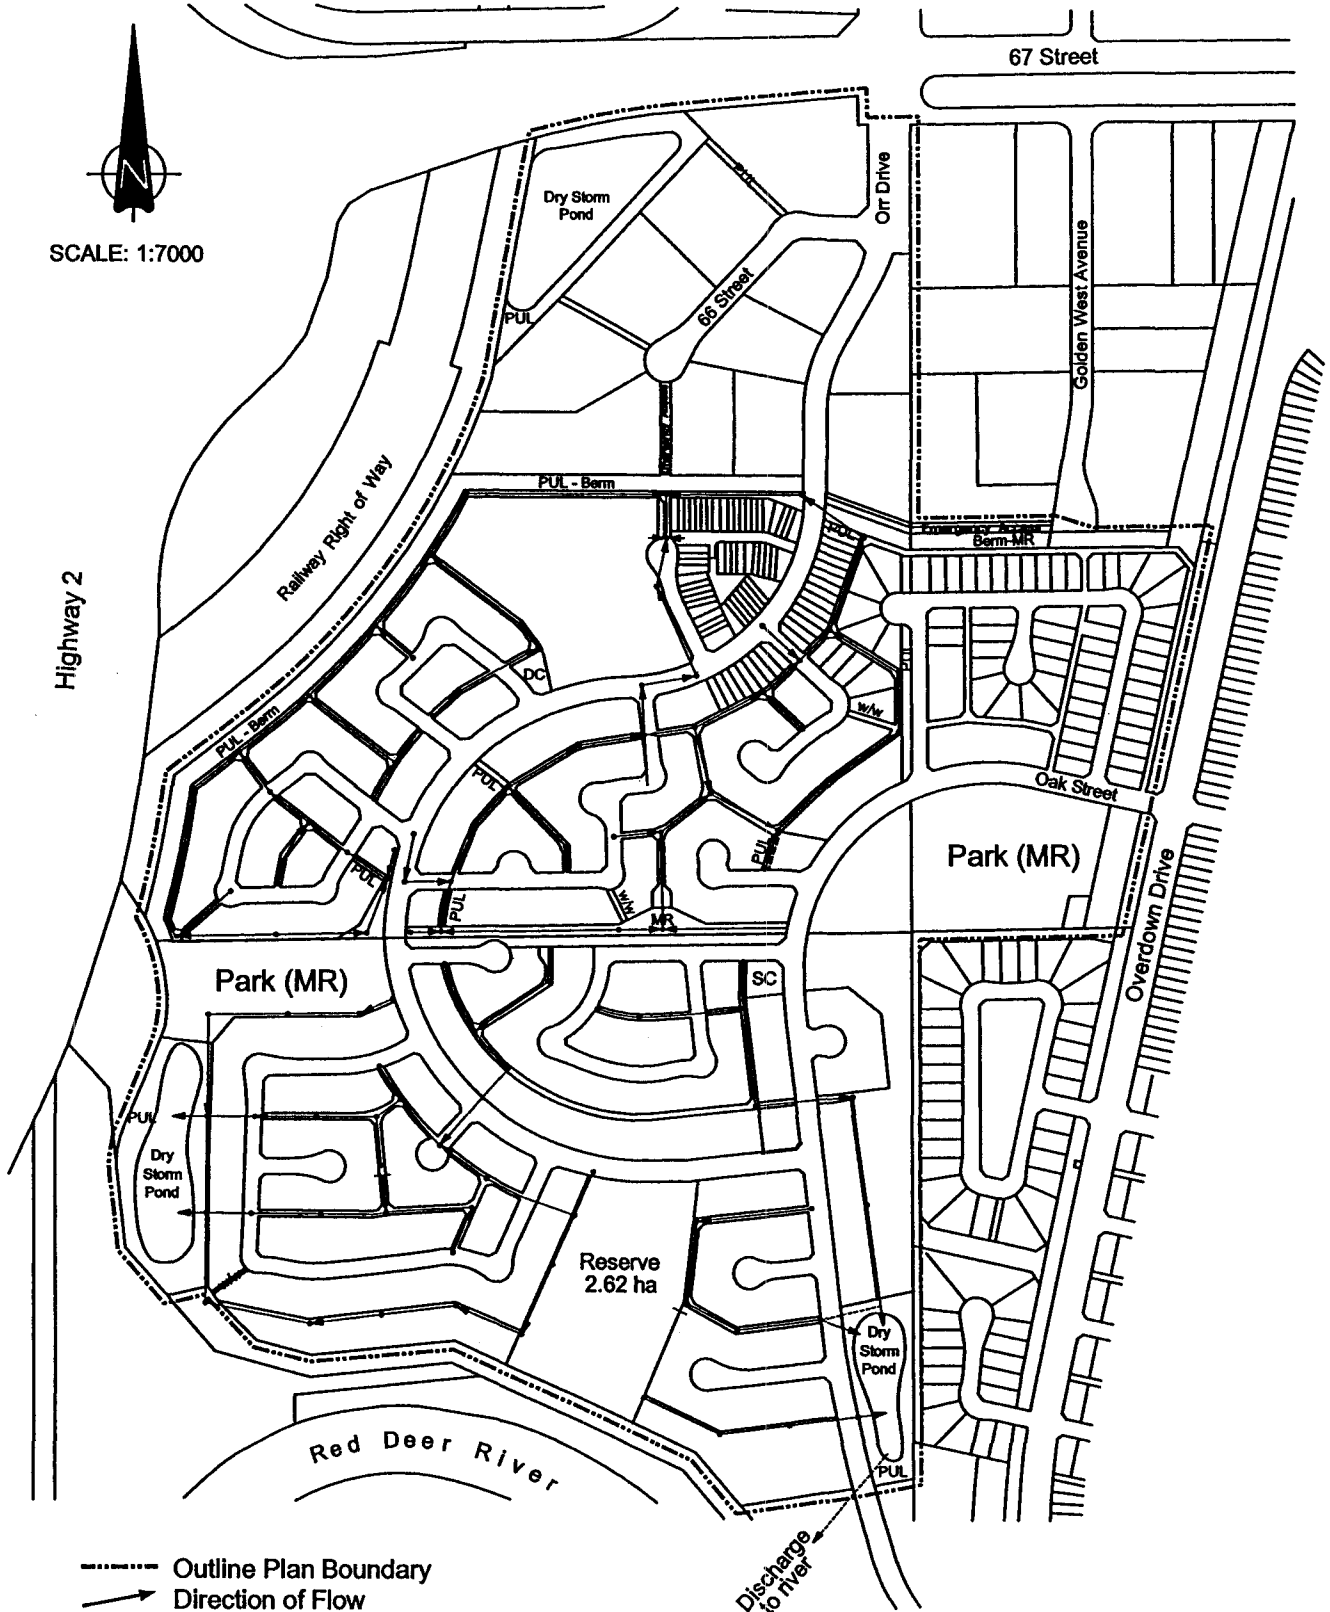 67 Street
N
SCALE: 1:7000
Dry Storm
Pond
PUL
Orr Drive
Golden West Avenue
66 Street
PUL
Railway Right of Way
PUL - Berm
PUL
Emergency Access
Berm MR
Highway 2
PUL
DC
w/w
PUL - Berm
PUL
Oak Street
PUL
Park (MR)
PUL
PUL
w/w
MR
Overdown Drive
Park (MR)
SC
PUL
Dry
Storm
Pond
Reserve
2.62 ha
Dry
Storm
Pond
Red Deer River
PUL
Discharge
to river
Outline Plan Boundary
Direction of Flow